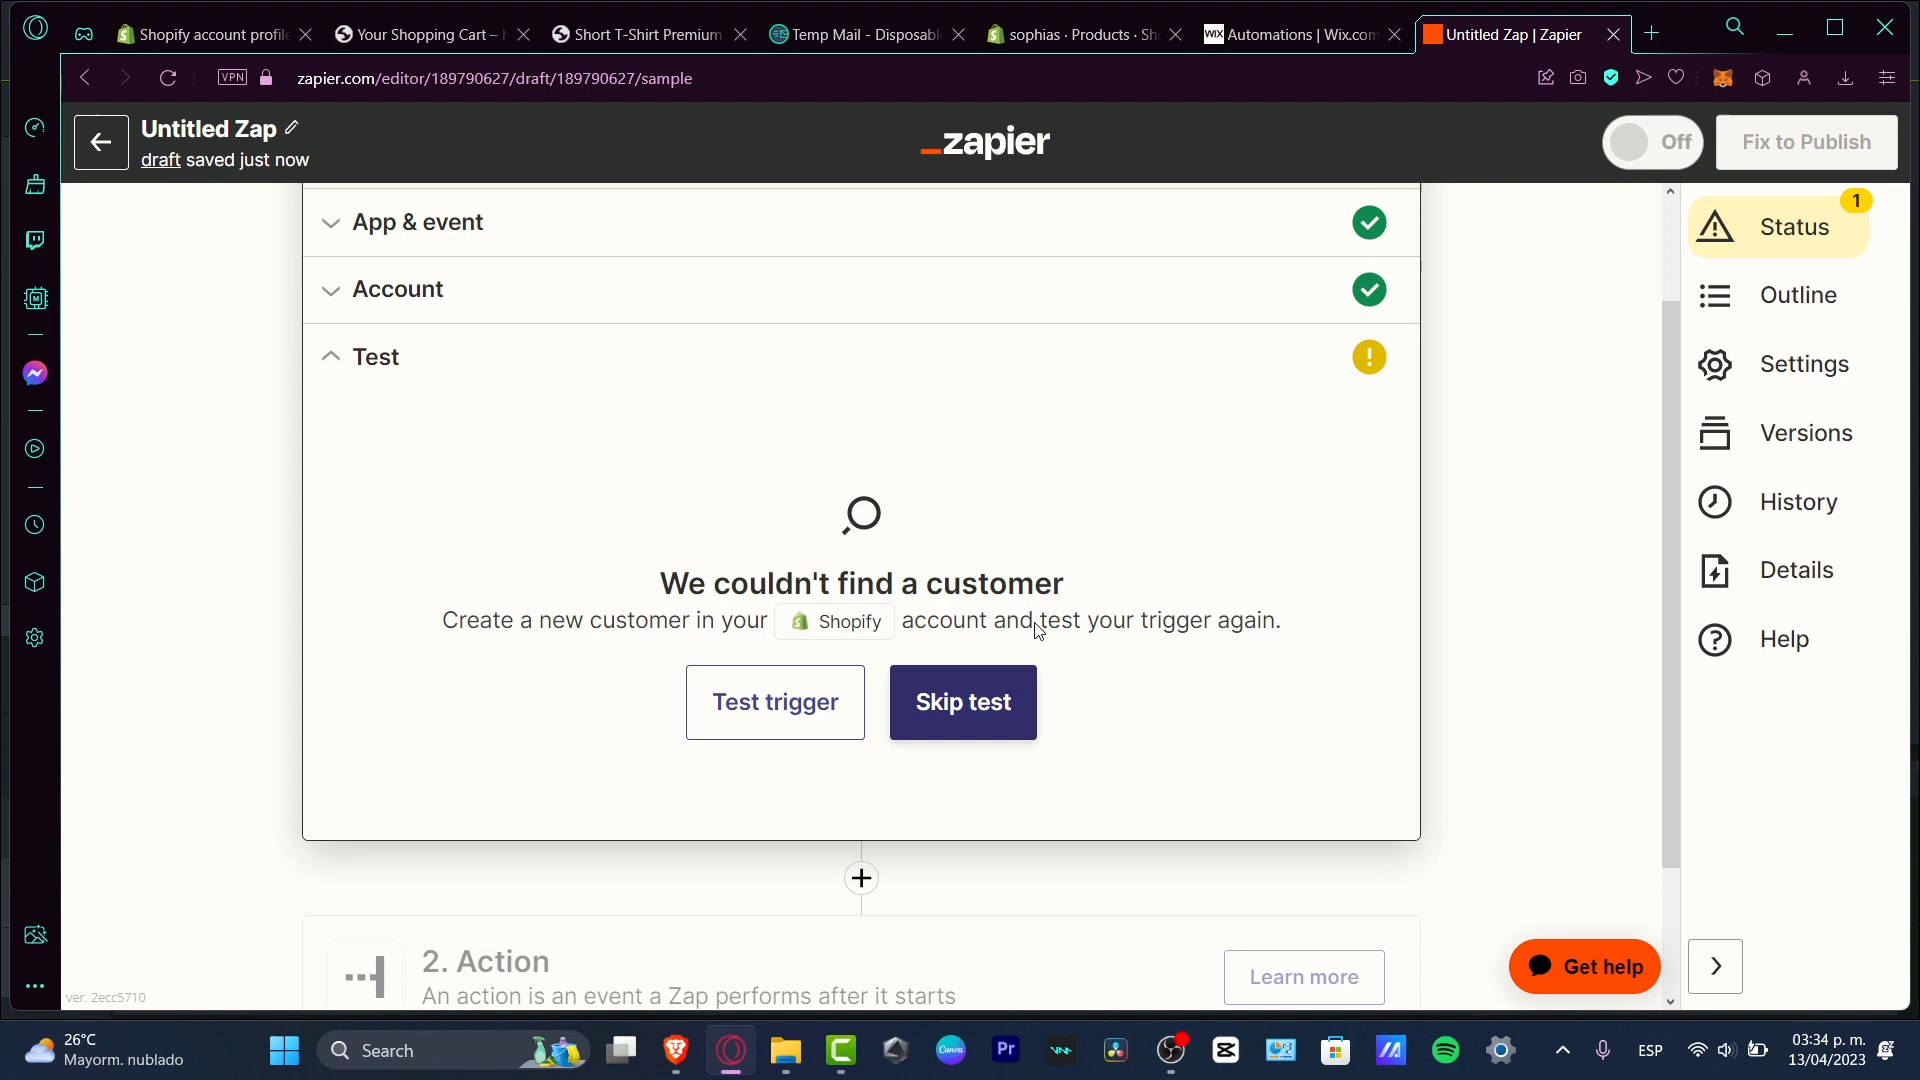 Shopify account profile
Your Shopping Cart –
Short T-Shirt Premium
Temp Mail - Disposabl
sophias · Products · Sh
WIX Automations | Wix.com
Untitled Zap | Zapier
VPN
zapier.com/editor/189790627/draft/189790627/sample
Untitled Zap
draft saved just now
zapier
Off
Fix to Publish
App & event
Account
Test
We couldn't find a customer
Create a new customer in your Shopify account and test your trigger again.
Test trigger
Skip test
2. Action
An action is an event a Zap performs after it starts
Learn more
1
Status
Outline
Settings
Versions
History
Details
Help
Get help
ver. 2ecc5710
26°C
Mayorm. nublado
Search
Canva
Pr
ESP
03:34 p. m.
13/04/2023